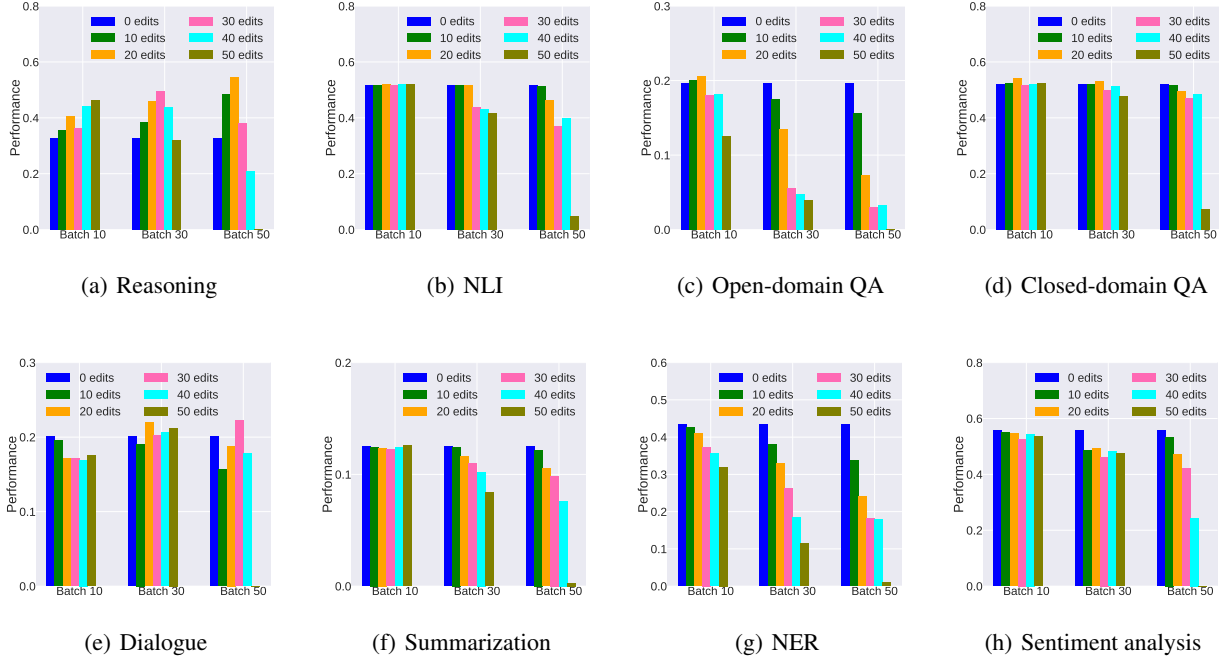 0.8
0.6
0.4
0.2
0.0
Performance
0 edits 30 edits
10 edits 40 edits
20 edits 50 edits
Batch 10 Batch 30 Batch 50
(a) Reasoning
0.8
0.6
0.4
0.2
0.0
Performance
0 edits 30 edits
10 edits 40 edits
20 edits 50 edits
Batch 10 Batch 30 Batch 50
(b) NLI
0.3
0.2
0.1
0.0
Performance
0 edits 30 edits
10 edits 40 edits
20 edits 50 edits
Batch 10 Batch 30 Batch 50
(c) Open-domain QA
0.8
0.6
0.4
0.2
0.0
Performance
0 edits 30 edits
10 edits 40 edits
20 edits 50 edits
Batch 10 Batch 30 Batch 50
(d) Closed-domain QA
0.3
0.2
0.1
0.0
Performance
0 edits 30 edits
10 edits 40 edits
20 edits 50 edits
Batch 10 Batch 30 Batch 50
(e) Dialogue
0.2
0.1
0.0
Performance
0 edits 30 edits
10 edits 40 edits
20 edits 50 edits
Batch 10 Batch 30 Batch 50
(f) Summarization
0.6
0.5
0.4
0.3
0.2
0.1
0.0
Performance
0 edits 30 edits
10 edits 40 edits
20 edits 50 edits
Batch 10 Batch 30 Batch 50
(g) NER
0.8
0.6
0.4
0.2
0.0
Performance
0 edits 30 edits
10 edits 40 edits
20 edits 50 edits
Batch 10 Batch 30 Batch 50
(h) Sentiment analysis